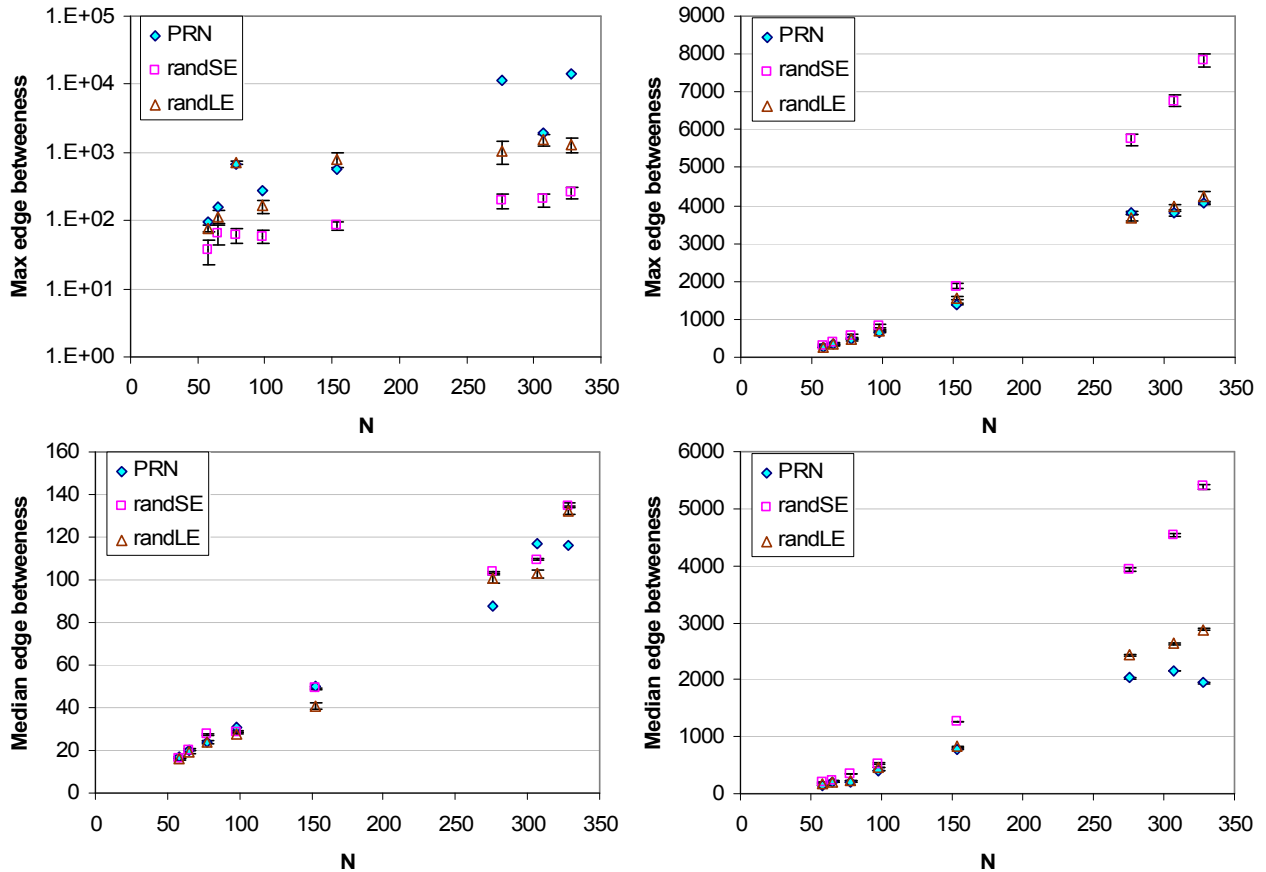 Max edge betweeness
1.E+05
1.E+04
1.E+03
1.E+02
1.E+01
1.E+00
PRN
randSE
randLE
0 50 100 150 200 250 300 350
N
Max edge betweeness
9000
8000
7000
6000
5000
4000
3000
2000
1000
0
PRN
randSE
randLE
0 50 100 150 200 250 300 350
N
Median edge betweeness
160
140
120
100
80
60
40
20
0
PRN
randSE
randLE
0 50 100 150 200 250 300 350
N
Median edge betweeness
6000
5000
4000
3000
2000
1000
0
PRN
randSE
randLE
0 50 100 150 200 250 300 350
N